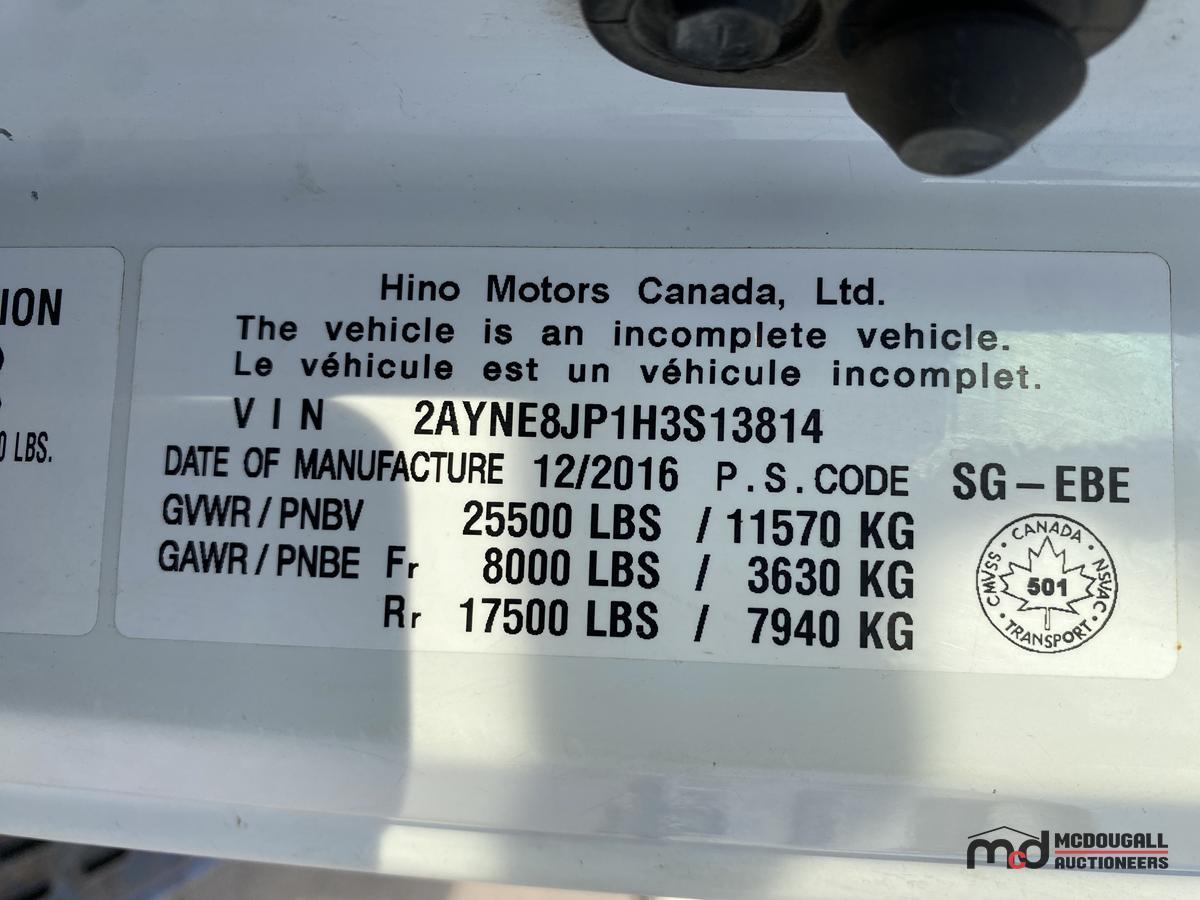 ION
0 LBS.
Hino Motors Canada, Ltd.
The vehicle is an incomplete vehicle.
Le véhicule est un véhicule incomplet.
VIN 2AYNE8JP1H3S13814
DATE OF MANUFACTURE 12/2016 P.S.CODE SG-EBE
GVWR / PNBV 25500 LBS / 11570 KG
GAWR / PNBE Fr 8000 LBS / 3630 KG
Rr 17500 LBS / 7940 KG
CANADA · NSVAC · TRANSPORT · CMVSS ·
501
mcd MCDOUGALL
AUCTIONEERS